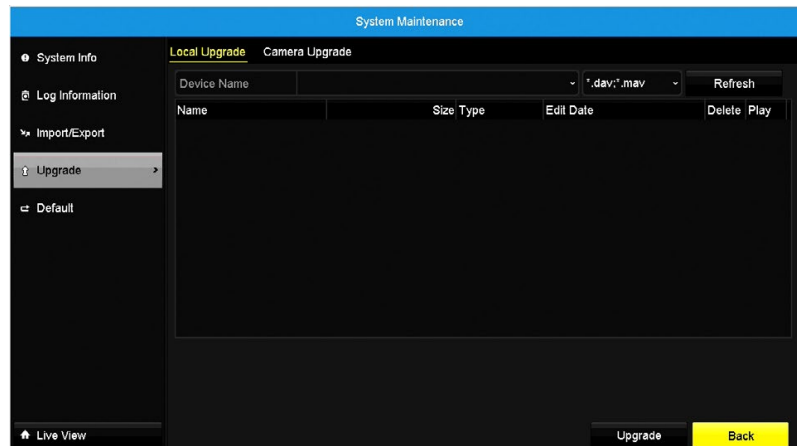 System Maintenance
System Info
Log Information
Import/Export
Upgrade
Default
Live View
Local Upgrade Camera Upgrade
Device Name *.dav;*.mav Refresh
Name Size Type Edit Date Delete Play
Upgrade Back